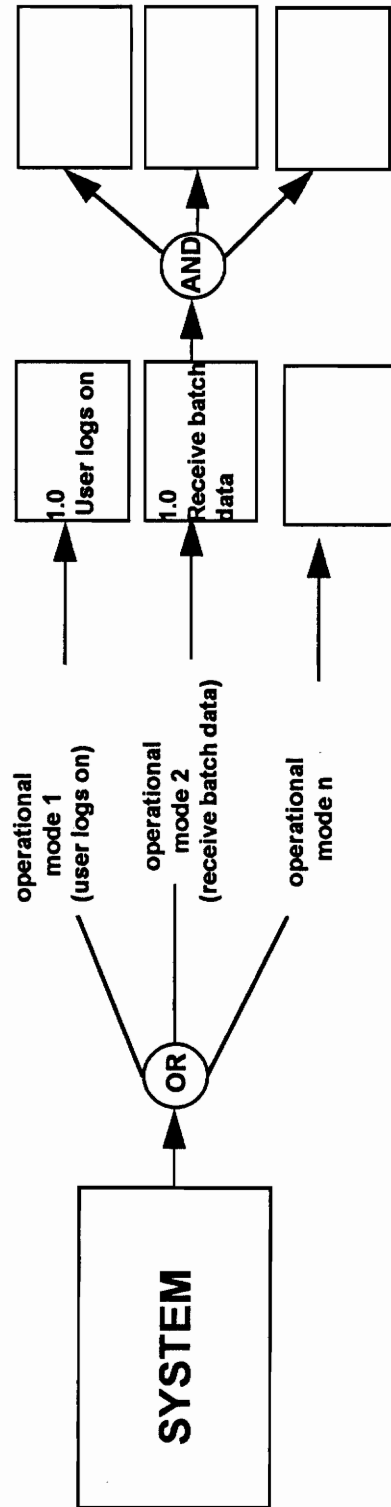 SYSTEM
OR
operational
mode 1
(user logs on)
operational
mode 2
(receive batch data)
operational
mode n
1.0
User logs on
1.0
Receive batch
data
AND